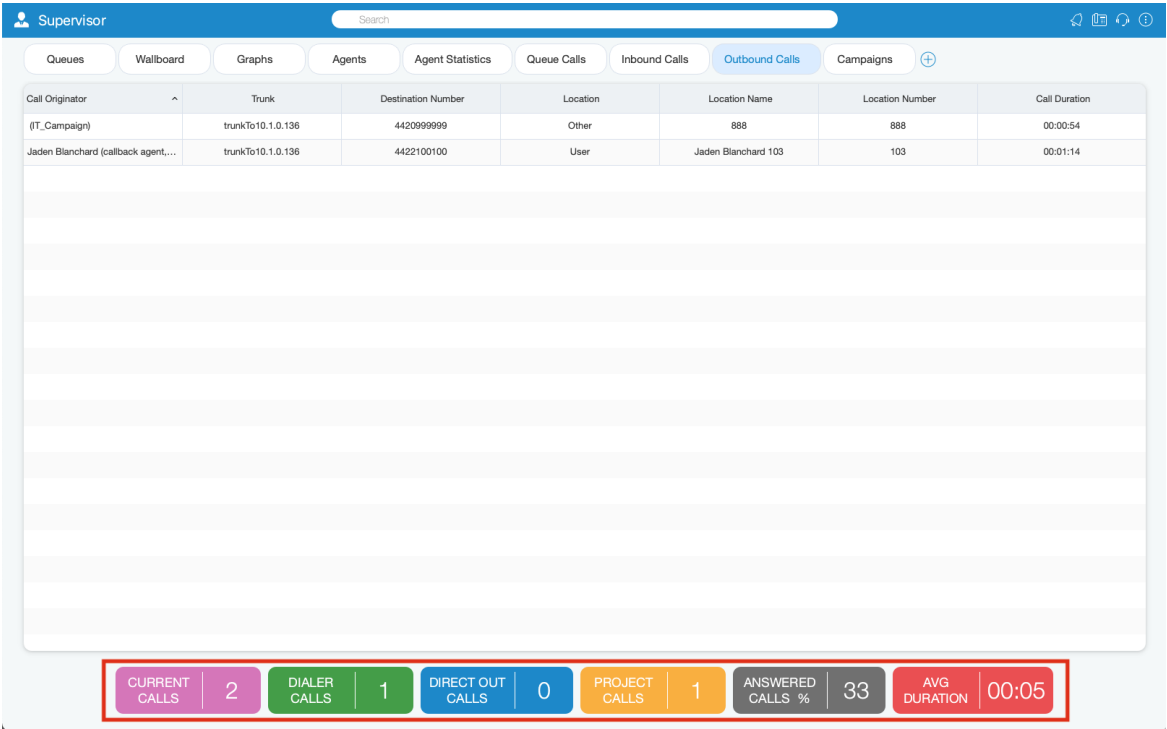 Supervisor
Search
Queues Wallboard Graphs Agents Agent Statistics Queue Calls Inbound Calls Outbound Calls Campaigns
Call Originator Trunk Destination Number Location Location Name Location Number Call Duration
(IT_Campaign) trunkTo10.1.0.136 4420999999 Other 888 888 00:00:54
Jaden Blanchard (callback agent,... trunkTo10.1.0.136 4422100100 User Jaden Blanchard 103 103 00:01:14
CURRENT CALLS 2
DIALER CALLS 1
DIRECT OUT CALLS 0
PROJECT CALLS 1
ANSWERED CALLS % 33
AVG DURATION 00:05